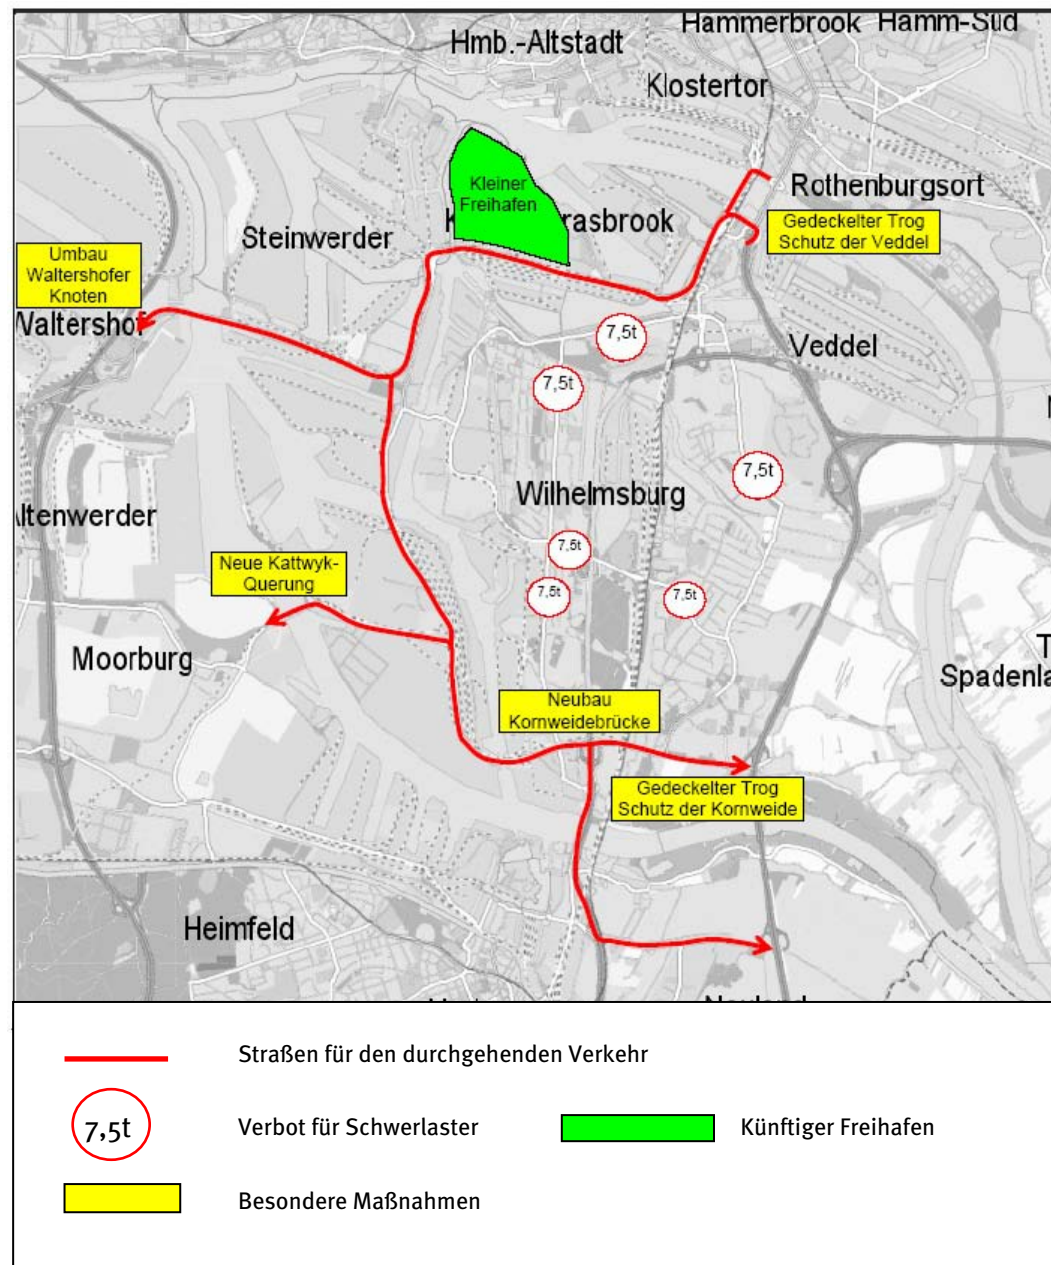 Hammerbrook
Hamm-Süd
Hmb.-Altstadt
Klostertor
Kleiner
Freihafen
Rothenburgsort
K
rasbrook
Gedeckelter Trog
Schutz der Veddel
Steinwerder
Umbau
Waltershofer
Knoten
Waltershof
7,5t
Veddel
7,5t
7,5t
Wilhelmsburg
Altenwerder
7,5t
Neue Kattwyk-
Querung
7,5t
7,5t
Moorburg
Spadenla
Neubau
Kornweidebrücke
Gedeckelter Trog
Schutz der Kornweide
Heimfeld
Straßen für den durchgehenden Verkehr
7,5t
Verbot für Schwerlaster
Künftiger Freihafen
Besondere Maßnahmen